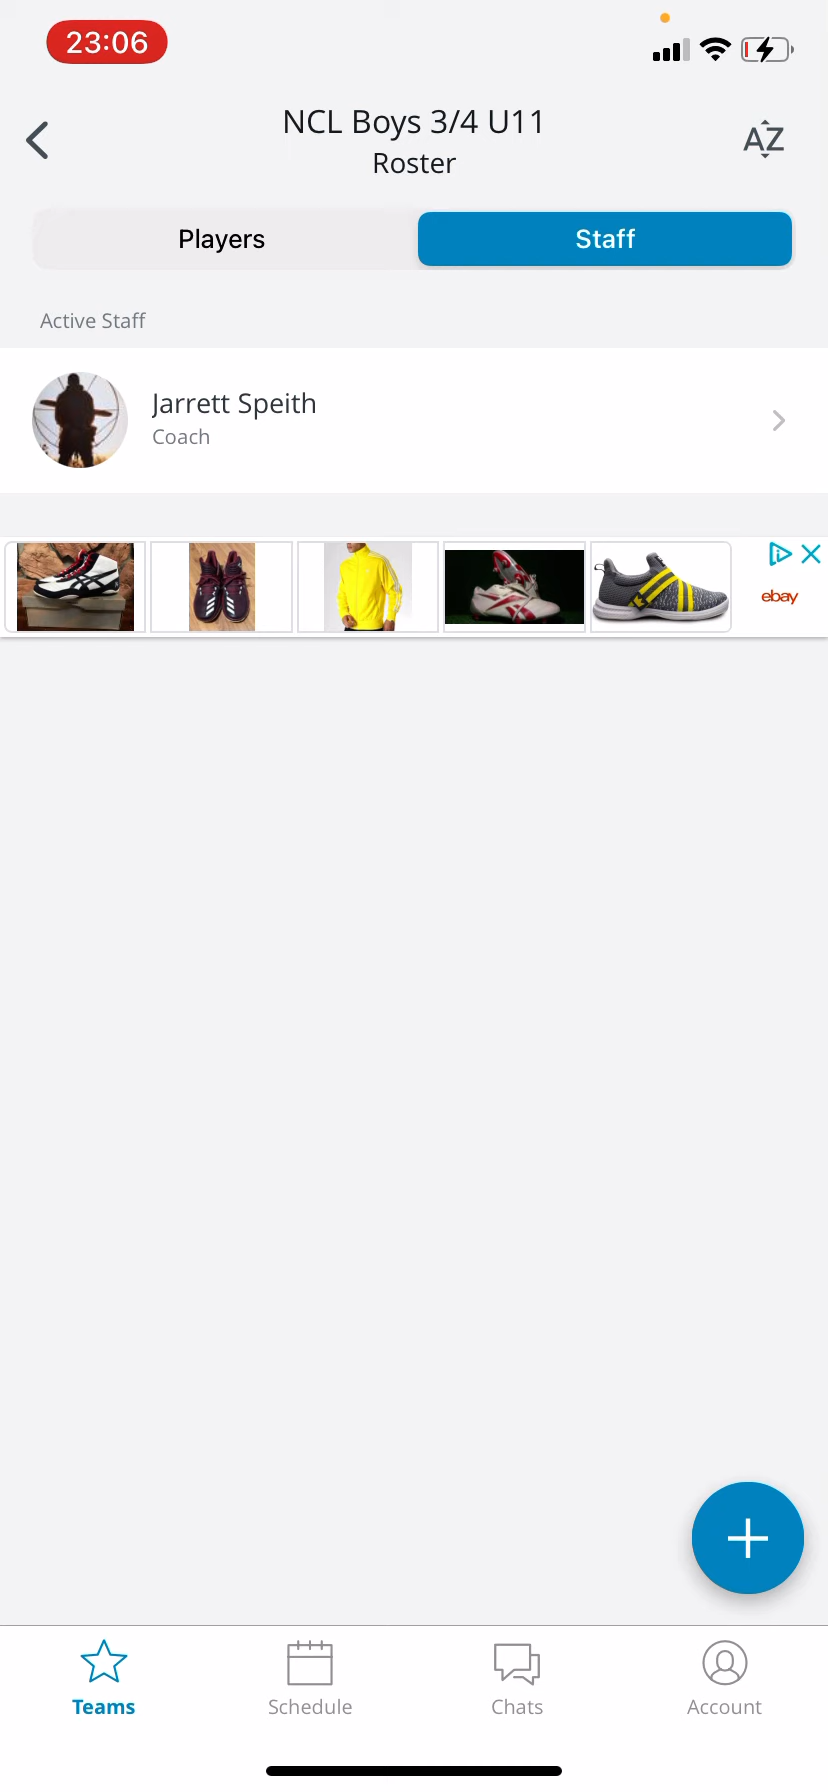 23:06
NCL Boys 3/4 U11
Roster
AZ
Players
Staff
Active Staff
Jarrett Speith
Coach
ebay
Teams
Schedule
Chats
Account